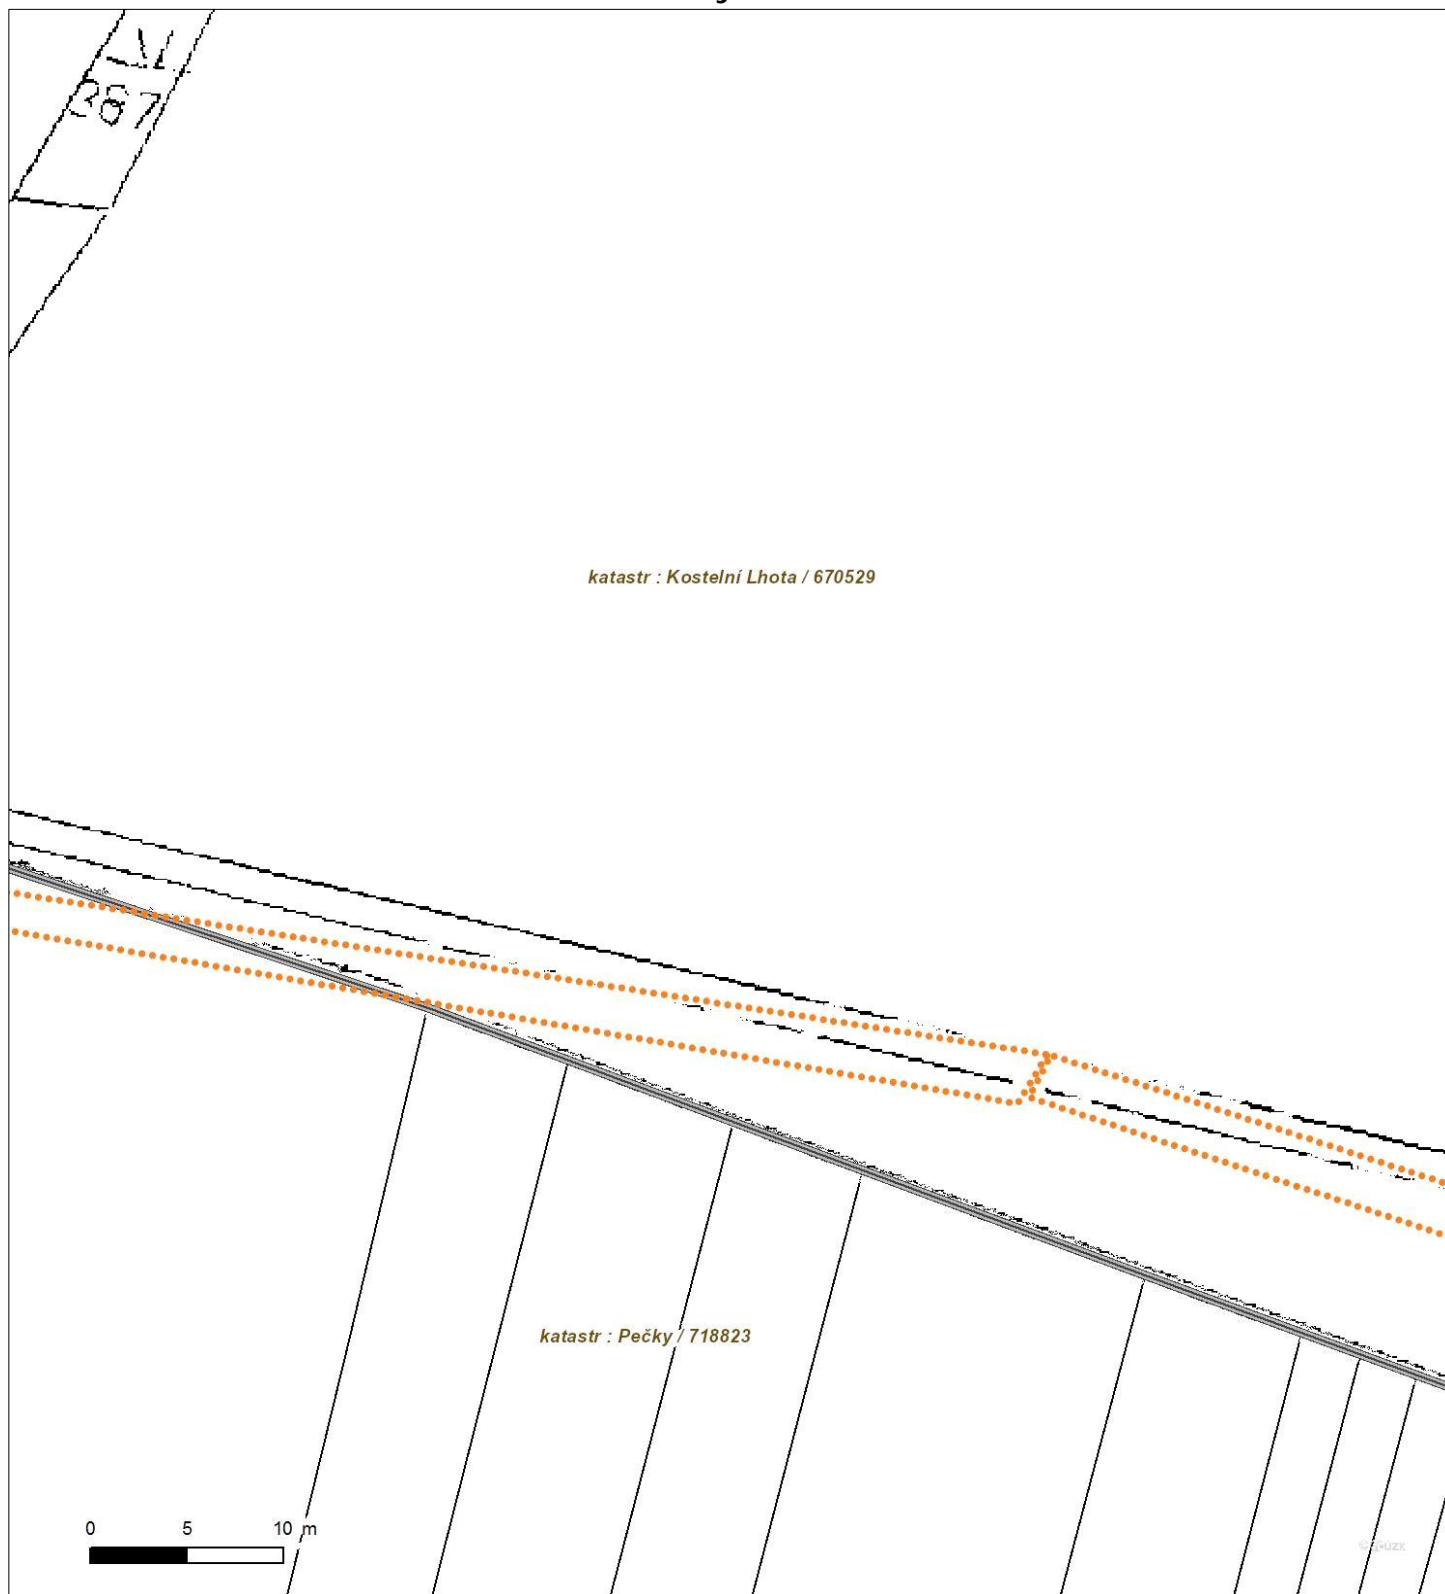 367
katastr : Kostelní Lhota / 670529
katastr : Pečky / 718823
0 5 10 m